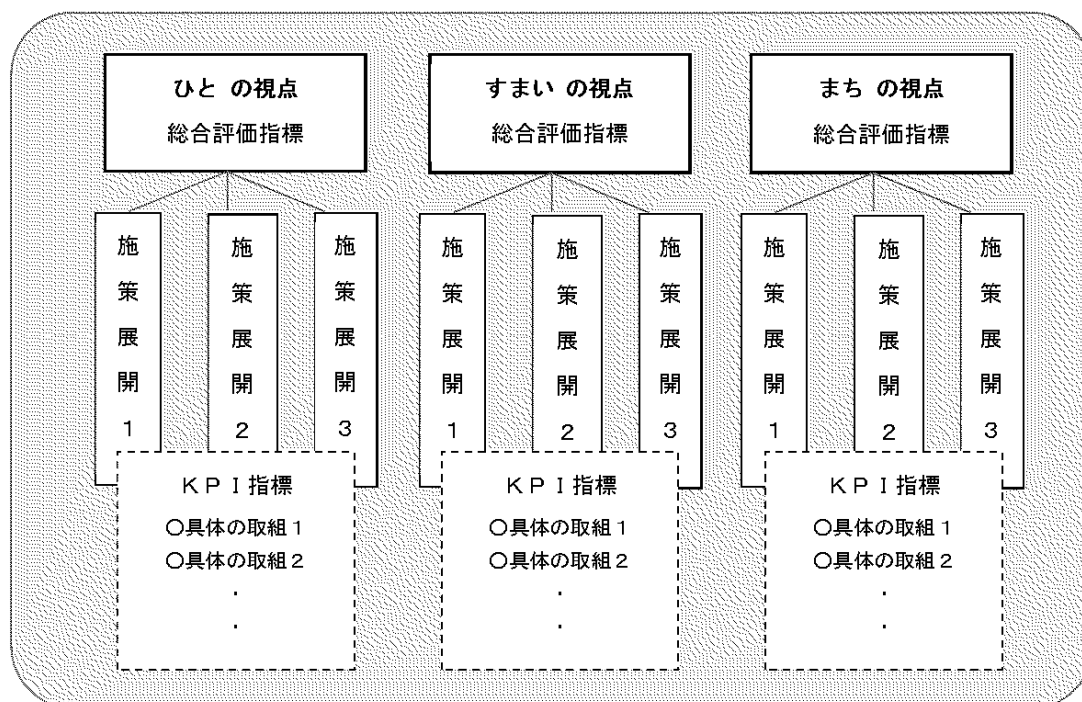 ひと の視点
総合評価指標
施策展開１
施策展開２
施策展開３
ＫＰＩ指標
○具体の取組１
○具体の取組２
・
・
すまい の視点
総合評価指標
施策展開１
施策展開２
施策展開３
ＫＰＩ指標
○具体の取組１
○具体の取組２
・
・
まち の視点
総合評価指標
施策展開１
施策展開２
施策展開３
ＫＰＩ指標
○具体の取組１
○具体の取組２
・
・